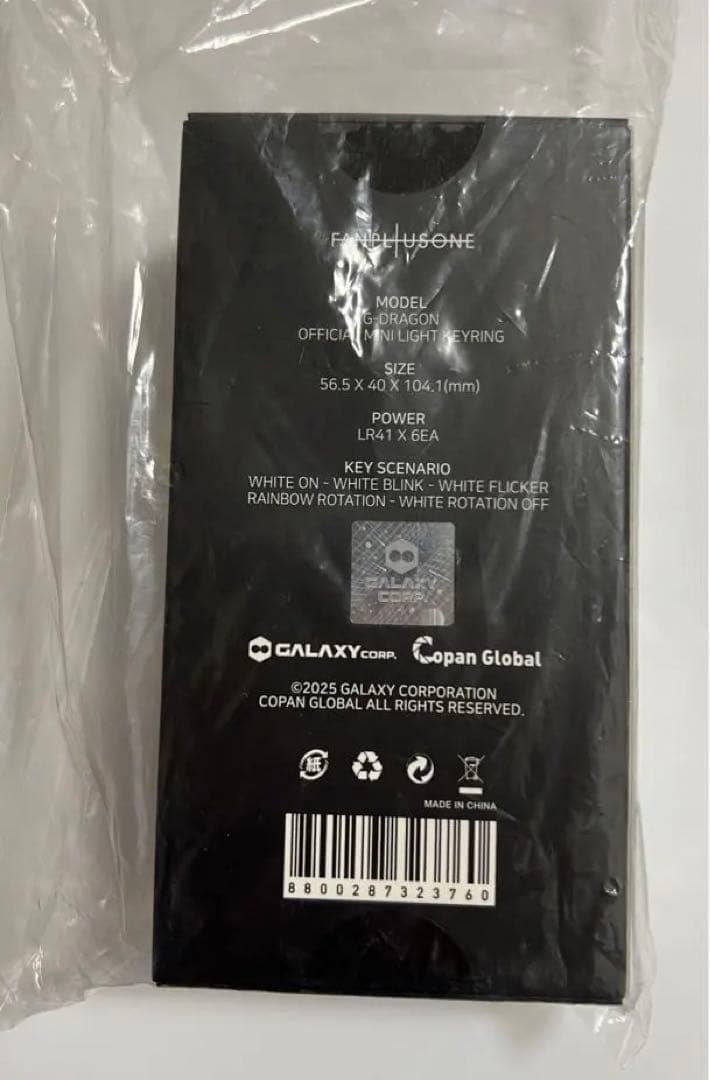 FANPLUSONE
MODEL
G-DRAGON
OFFICIAL MINI LIGHT KEYRING
SIZE
56.5 X 40 X 104.1(mm)
POWER
LR41 X 6EA
KEY SCENARIO
WHITE ON - WHITE BLINK - WHITE FLICKER
RAINBOW ROTATION - WHITE ROTATION OFF
GALAXY
CORP.
GALAXY CORP. Copan Global
©2025 GALAXY CORPORATION
COPAN GLOBAL ALL RIGHTS RESERVED.
紙
MADE IN CHINA
8800287323760